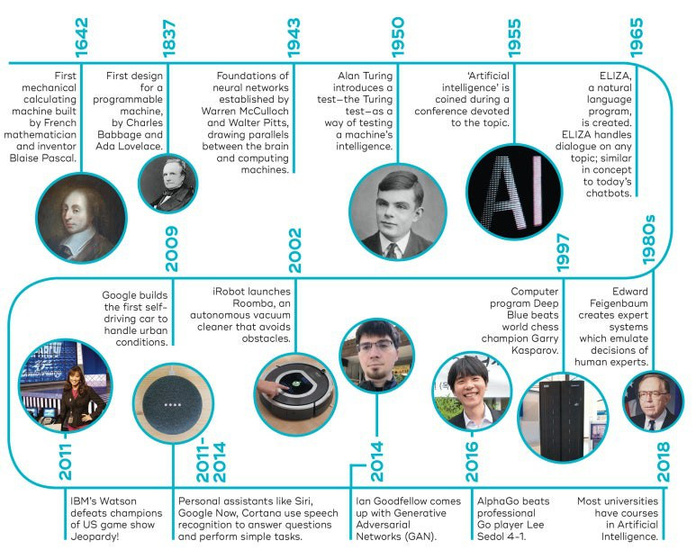 1642
First
mechanical
calculating
machine built
by French
mathematician
and inventor
Blaise Pascal.
1837
First design
for a
programmable
machine,
by Charles
Babbage and
Ada Lovelace.
1943
Foundations of
neural networks
established by
Warren McCulloch
and Walter Pitts,
drawing parallels
between the brain
and computing
machines.
1950
Alan Turing
introduces a
test—the Turing
test—as a
way of testing
a machine's
intelligence.
1955
'Artificial
intelligence' is
coined during a
conference devoted
to the topic.
AI
1965
ELIZA,
a natural
language
program,
is created.
ELIZA handles
dialogue on any
topic; similar
in concept
to today's
chatbots.
1980s
Edward
Feigenbaum
creates expert
systems
which emulate
decisions of
human experts.
1997
Computer
program Deep
Blue beats
world chess
champion Garry
Kasparov.
2002
iRobot launches
Roomba, an
autonomous vacuum
cleaner that avoids
obstacles.
2009
Google builds
the first self-
driving car to
handle urban
conditions.
2011
IBM's Watson
defeats champions
of US game show
Jeopardy!
2011-
2014
Personal assistants like Siri,
Google Now, Cortana use speech
recognition to answer questions
and perform simple tasks.
2014
Ian Goodfellow comes
up with Generative
Adversarial
Networks (GAN).
2016
AlphaGo beats
professional
Go player Lee
Sedol 4-1.
2018
Most universities
have courses
in Artificial
Intelligence.